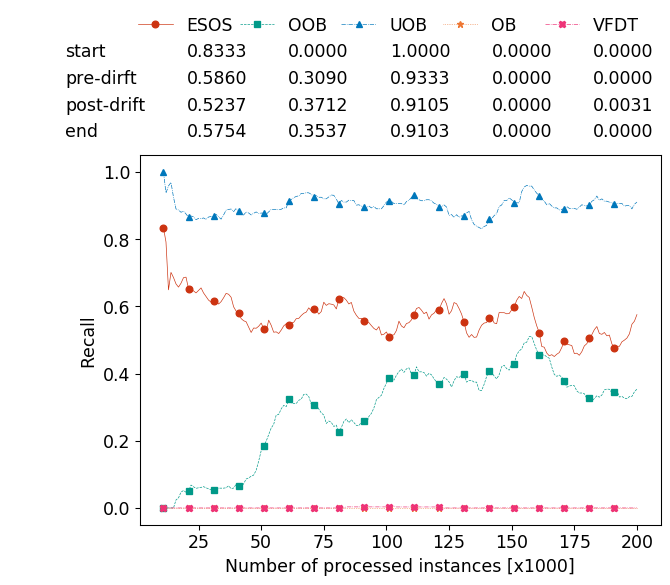 ESOS OOB UOB OB VFDT
start 0.8333 0.0000 1.0000 0.0000 0.0000
pre-dirft 0.5860 0.3090 0.9333 0.0000 0.0000
post-drift 0.5237 0.3712 0.9105 0.0000 0.0031
end 0.5754 0.3537 0.9103 0.0000 0.0000
1.0
0.8
0.6
0.4
0.2
0.0
Recall
25 50 75 100 125 150 175 200
Number of processed instances [x1000]